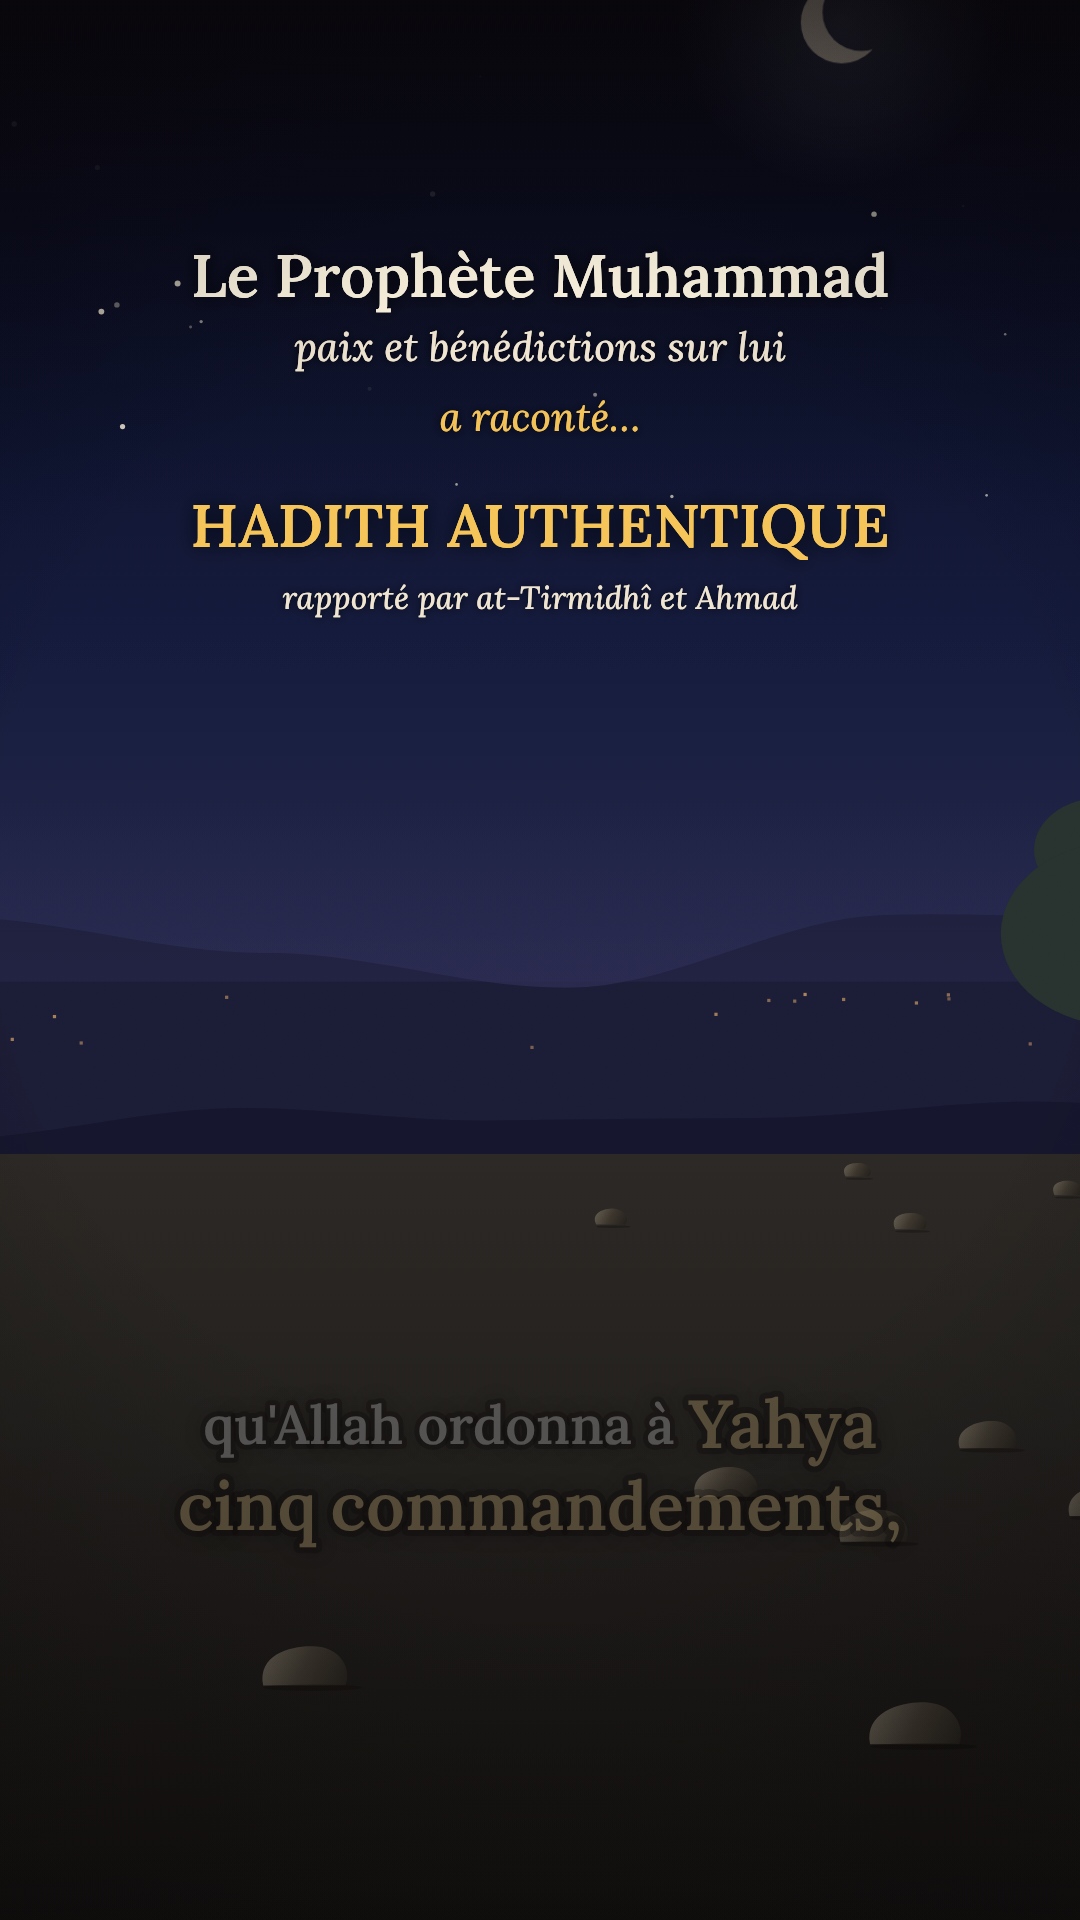 Le Prophète Muhammad
paix et bénédictions sur lui
a raconté...
HADITH AUTHENTIQUE
rapporté par at-Tirmidhî et Ahmad
qu'Allah ordonna à Yahya
cinq commandements,